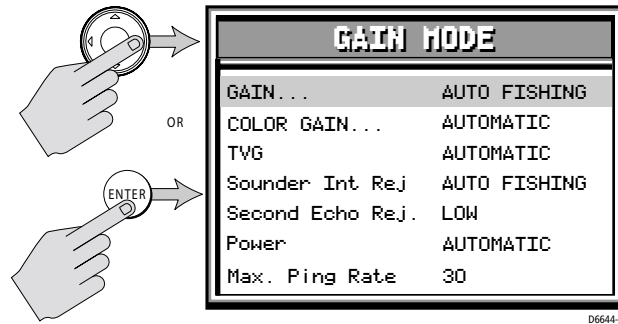 GAIN MODE
GAIN... AUTO FISHING
OR
COLOR GAIN... AUTOMATIC
TVG AUTOMATIC
Sounder Int Rej AUTO FISHING
ENTER
Second Echo Rej. LOW
Power AUTOMATIC
Max. Ping Rate 30
D6644-